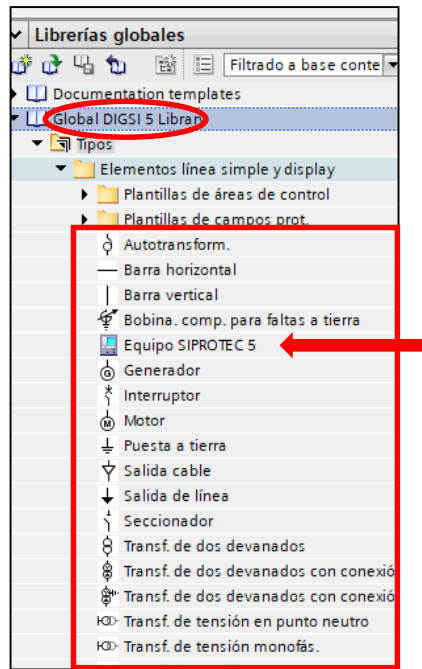 Librerías globales
Filtrado a base conte
Documentation templates
Global DIGSI 5 Library
Tipos
Elementos línea simple y display
Plantillas de áreas de control
Plantillas de campos prot.
Autotransform.
Barra horizontal
Barra vertical
Bobina. comp. para faltas a tierra
Equipo SIPROTEC 5
G Generador
Interruptor
M Motor
Puesta a tierra
Salida cable
Salida de línea
Seccionador
Transf. de dos devanados
Transf. de dos devanados con conexió
Transf. de dos devanados con conexió
Transf. de tensión en punto neutro
Transf. de tensión monofás.